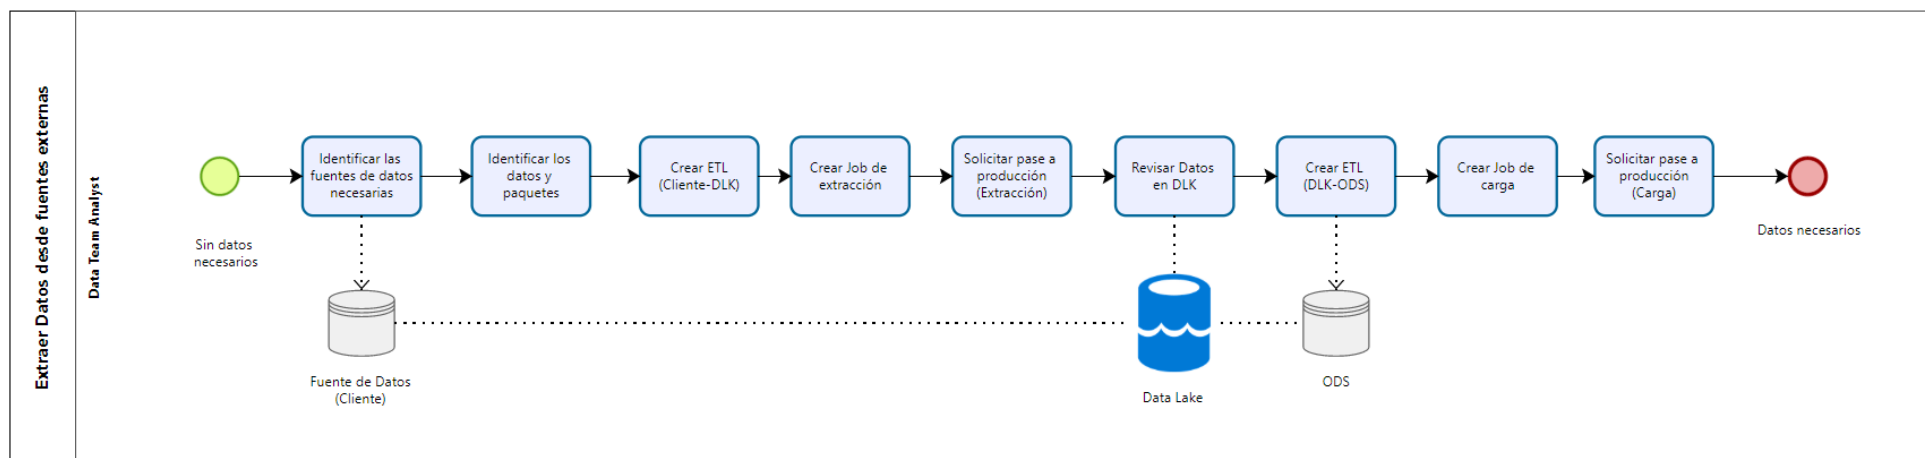 Extraer Datos desde fuentes externas
Data Team Analyst
Sin datos
necesarios
Identificar las
fuentes de datos
necesarias
Identificar los
datos y
paquetes
Crear ETL
(Cliente-DLK)
Crear Job de
extracción
Solicitar pase a
producción
(Extracción)
Revisar Datos
en DLK
Crear ETL
(DLK-ODS)
Crear Job de
carga
Solicitar pase a
producción
(Carga)
Datos necesarios
Fuente de Datos
(Cliente)
Data Lake
ODS